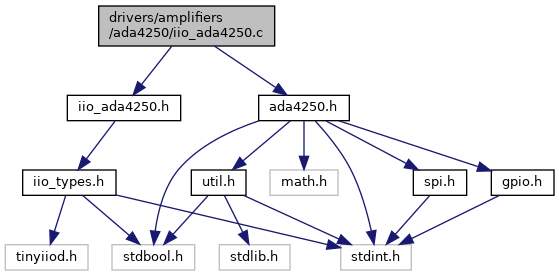 drivers/amplifiers
/ada4250/iio_ada4250.c
iio_ada4250.h
ada4250.h
iio_types.h
util.h
math.h
spi.h
gpio.h
tinyiiod.h
stdbool.h
stdlib.h
stdint.h